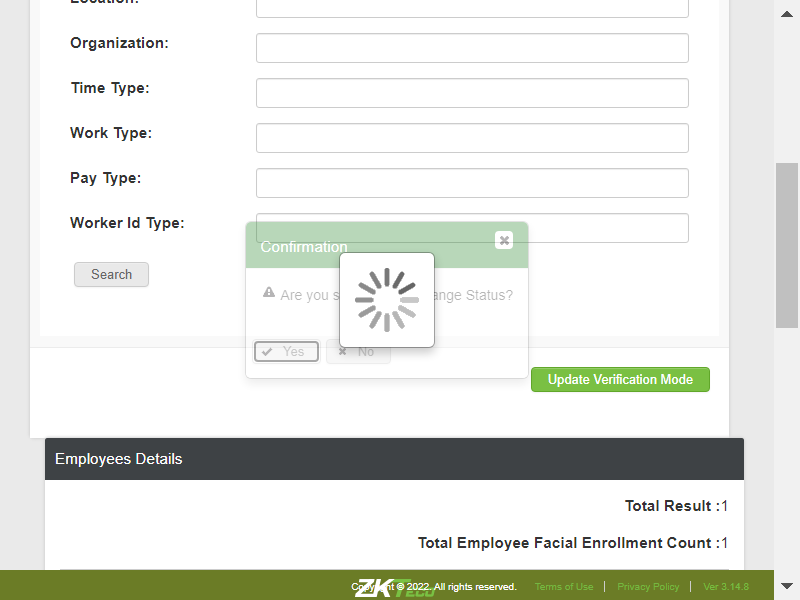 Organization:
Time Type:
Work Type:
Pay Type:
Worker Id Type:
Confirmation
Search
Are you s ange Status?
Yes No
Update Verification Mode
Employees Details
Total Result :1
Total Employee Facial Enrollment Count :1
ZKTeco
Copyright © 2022. All rights reserved. Terms of Use | Privacy Policy | Ver 3.14.8